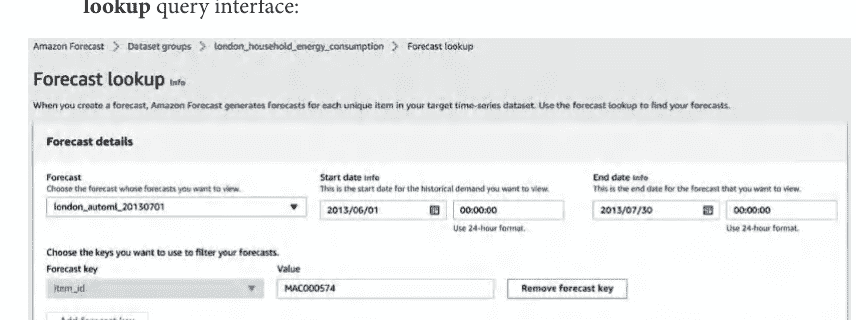 lookup query interface:
Amazon Forecast > Dataset groups > london_household_energy_consumption > Forecast lookup
Forecast lookup Info
When you create a forecast, Amazon Forecast generates forecasts for each unique item in your target time-series dataset. Use the forecast lookup to find your forecasts.
Forecast details
Forecast
Choose the forecast whose forecasts you want to view.
london_automl_20130701
Start date Info
This is the start date for the historical demand you want to view.
2013/06/01 00:00:00
Use 24-hour format.
End date Info
This is the end date for the forecast that you want to view.
2013/07/30 00:00:00
Use 24-hour format.
Choose the keys you want to use to filter your forecasts.
Forecast key Value
item_id MAC000574 Remove forecast key
Add forecast key